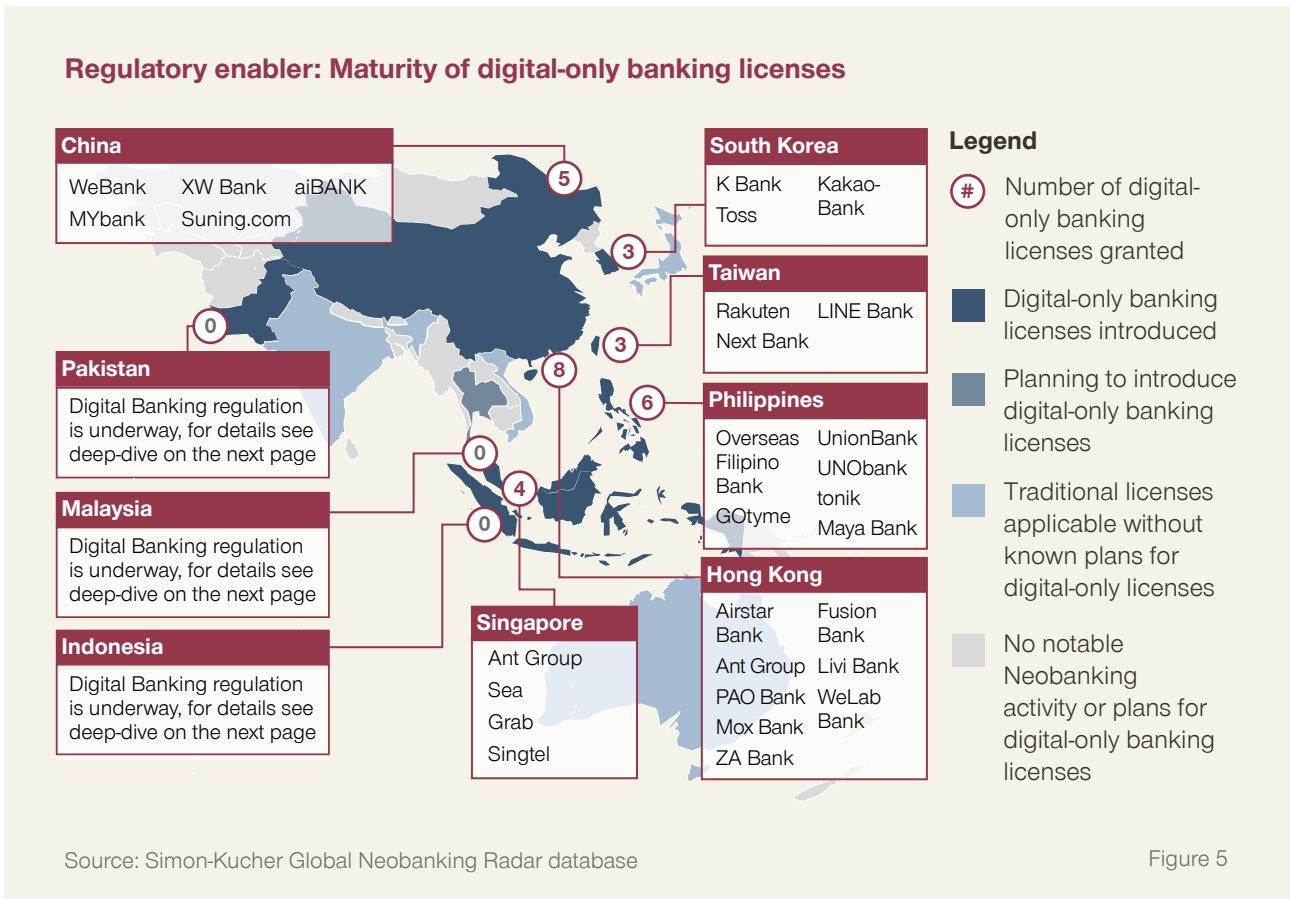 Regulatory enabler: Maturity of digital-only banking licenses
China
WeBank
XW Bank
aiBANK
MYbank
Suning.com
5
South Korea
K Bank
Kakao-
Bank
Toss
3
Taiwan
Rakuten
LINE Bank
Next Bank
3
Pakistan
Digital Banking regulation
is underway, for details see
deep-dive on the next page
0
Philippines
Overseas
Filipino
Bank
GOtyme
UnionBank
UNObank
tonik
Maya Bank
6
Malaysia
Digital Banking regulation
is underway, for details see
deep-dive on the next page
0
Indonesia
Digital Banking regulation
is underway, for details see
deep-dive on the next page
0
Singapore
Ant Group
Sea
Grab
Singtel
4
Hong Kong
Airstar
Bank
Ant Group
PAO Bank
Mox Bank
ZA Bank
Fusion
Bank
Livi Bank
WeLab
Bank
8
Legend
#
Number of digital-
only banking
licenses granted
Digital-only banking
licenses introduced
Planning to introduce
digital-only banking
licenses
Traditional licenses
applicable without
known plans for
digital-only licenses
No notable
Neobanking
activity or plans for
digital-only banking
licenses
Source: Simon-Kucher Global Neobanking Radar database
Figure 5